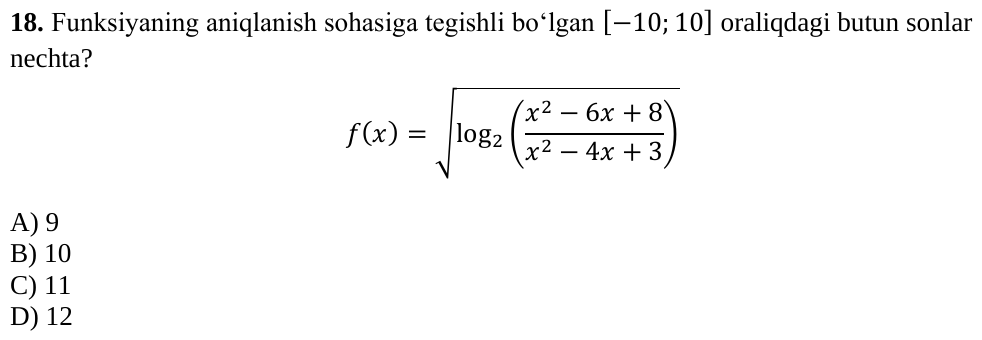 18. Funksiyaning aniqlanish sohasiga tegishli bo‘lgan [−10; 10] oraliqdagi butun sonlar
nechta?
f(x) = √(log₂((x² − 6x + 8)/(x² − 4x + 3)))
A) 9
B) 10
C) 11
D) 12